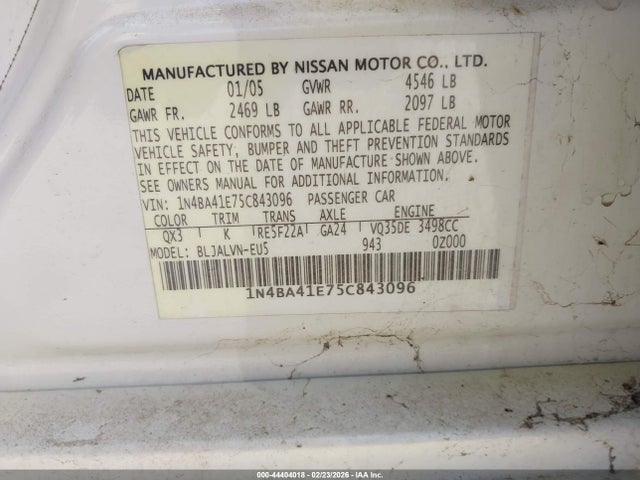 MANUFACTURED BY NISSAN MOTOR CO., LTD.
DATE 01/05 GVWR 4546 LB
GAWR FR. 2469 LB GAWR RR. 2097 LB
THIS VEHICLE CONFORMS TO ALL APPLICABLE FEDERAL MOTOR
VEHICLE SAFETY, BUMPER AND THEFT PREVENTION STANDARDS
IN EFFECT ON THE DATE OF MANUFACTURE SHOWN ABOVE.
SEE OWNERS MANUAL FOR ADDITIONAL INFORMATION.
VIN: 1N4BA41E75C843096 PASSENGER CAR
COLOR TRIM TRANS AXLE ENGINE
QX3 K RE5F22A GA24 VQ35DE 3498CC
MODEL: BLJALVN-EU5 943 0Z000
1N4BA41E75C843096
000-44404018 - 02/23/2026 - IAA, Inc.